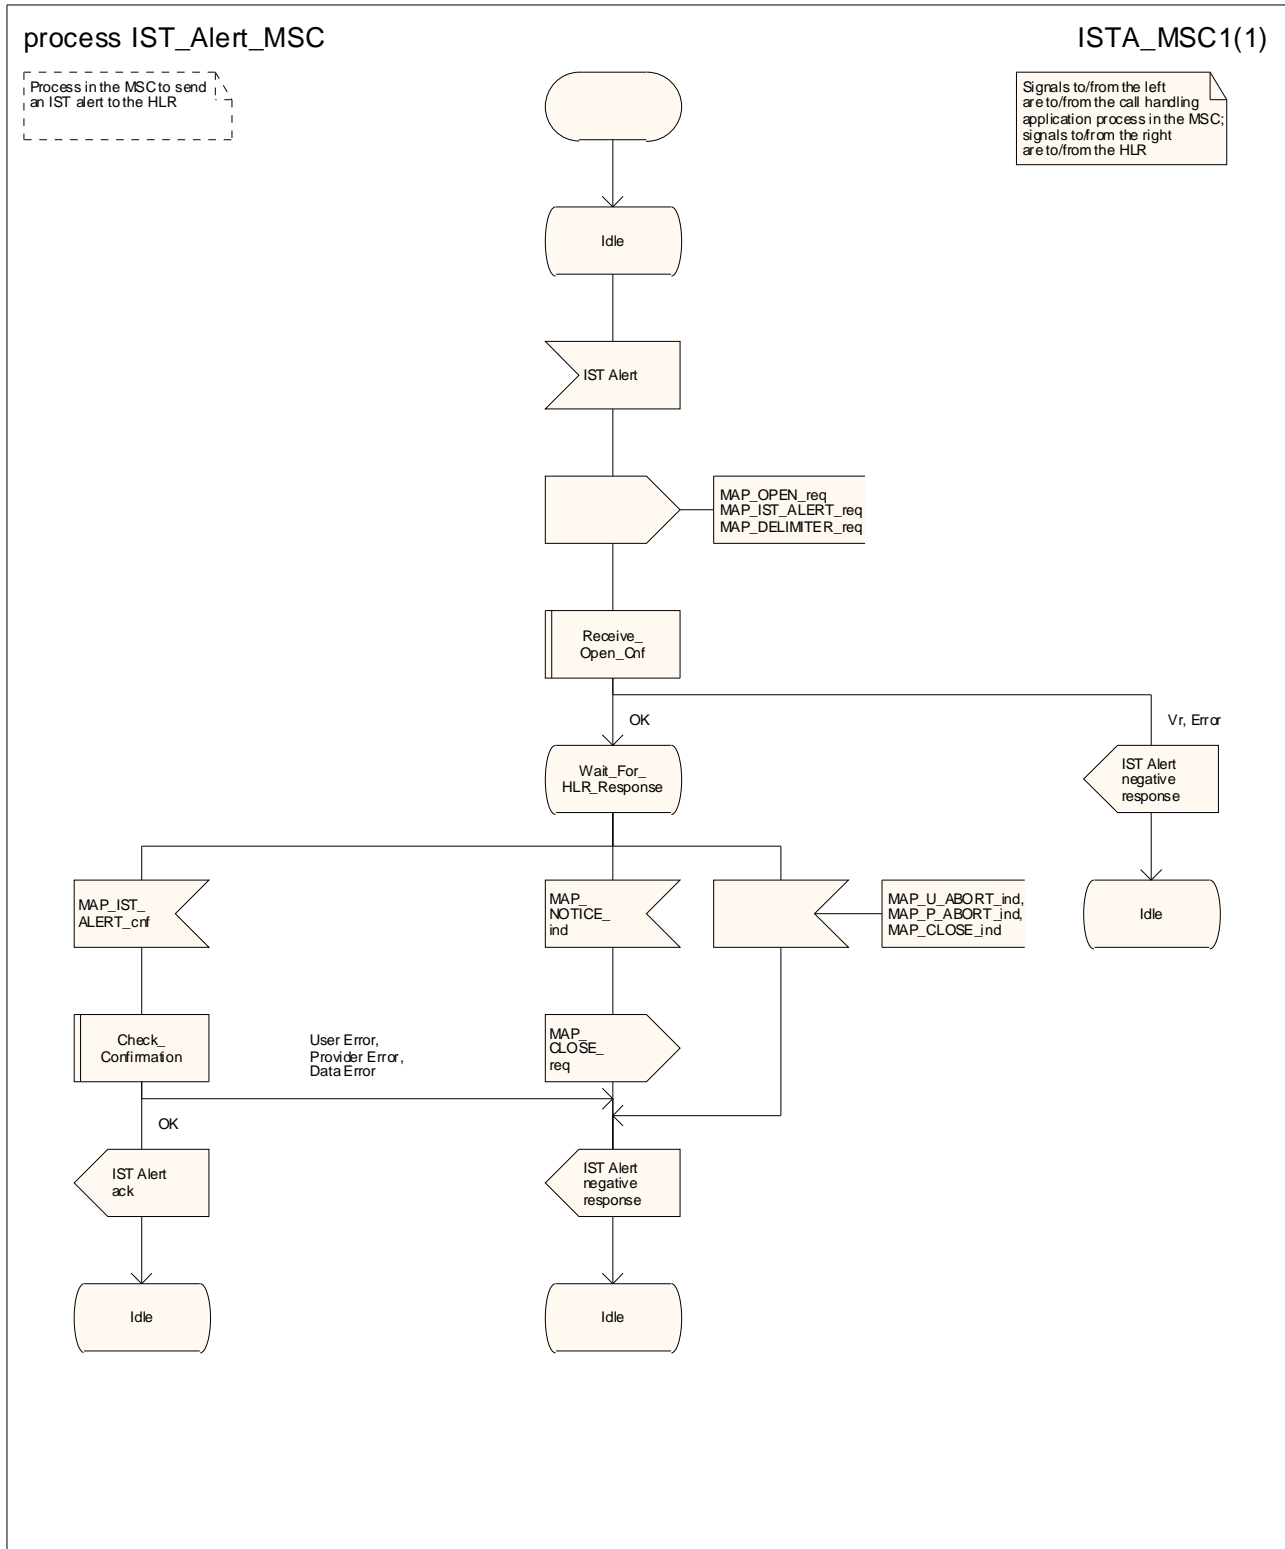 process IST_Alert_MSC
ISTA_MSC1(1)
Process in the MSC to send
an IST alert to the HLR
Signals to/from the left
are to/from the call handling
application process in the MSC;
signals to/from the right
are to/from the HLR
Idle
IST Alert
MAP_OPEN_req
MAP_IST_ALERT_req
MAP_DELIMITER_req
Receive_
Open_Cnf
OK
Vr, Error
Wait_For_
HLR_Response
IST Alert
negative
response
MAP_IST_
ALERT_cnf
MAP_
NOTICE_
ind
MAP_U_ABORT_ind,
MAP_P_ABORT_ind,
MAP_CLOSE_ind
Idle
Check_
Confirmation
User Error,
Provider Error,
Data Error
MAP_
CLOSE_
req
OK
IST Alert
ack
IST Alert
negative
response
Idle
Idle